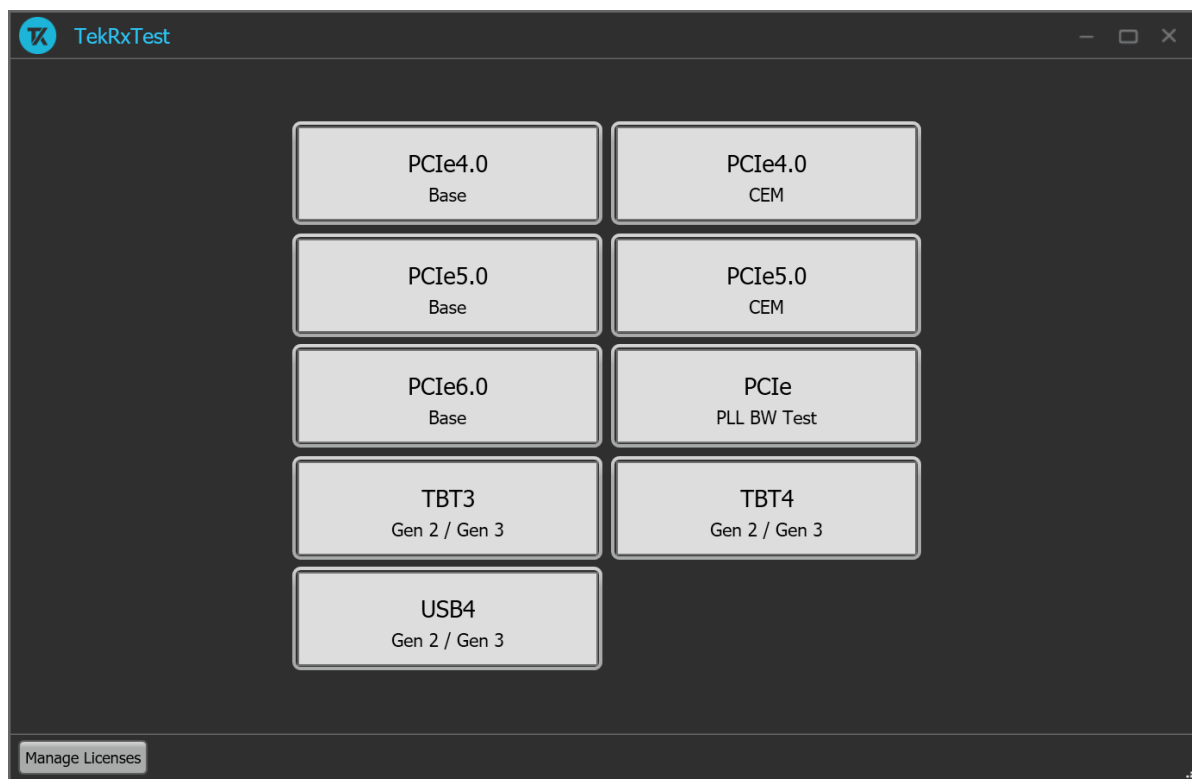 TekRxTest
PCIe4.0
Base
PCIe4.0
CEM
PCIe5.0
Base
PCIe5.0
CEM
PCIe6.0
Base
PCIe
PLL BW Test
TBT3
Gen 2 / Gen 3
TBT4
Gen 2 / Gen 3
USB4
Gen 2 / Gen 3
Manage Licenses